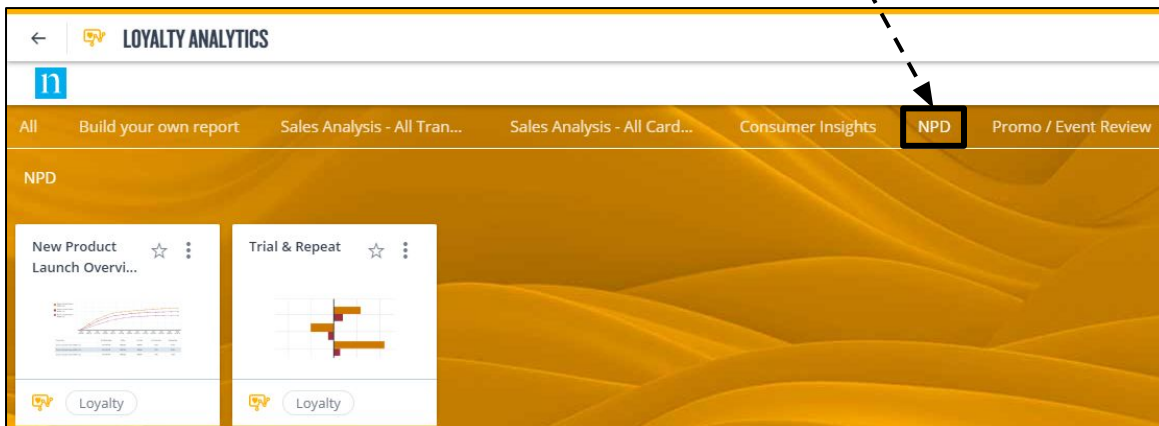 LOYALTY ANALYTICS
n
All Build your own report Sales Analysis - All Tran... Sales Analysis - All Card... Consumer Insights NPD Promo / Event Review
NPD
New Product Launch Overvi...
Trial & Repeat
Loyalty
Loyalty